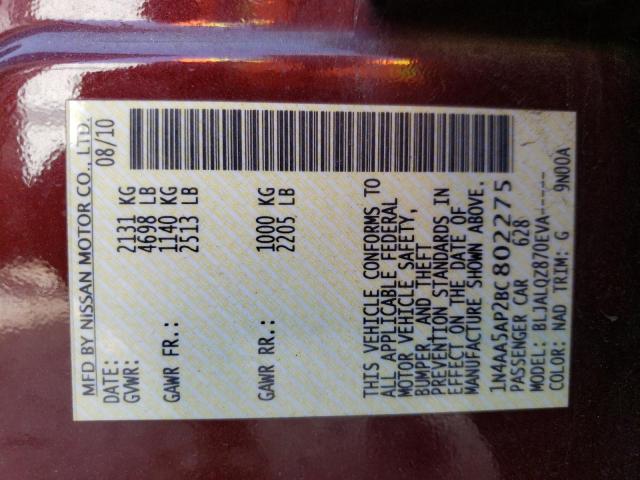 MFD BY NISSAN MOTOR CO., LTD.
DATE: 08/10
GVWR: 2131 KG
4698 LB
GAWR FR.: 1140 KG
2513 LB
GAWR RR.: 1000 KG
2205 LB
THIS VEHICLE CONFORMS TO
ALL APPLICABLE FEDERAL
MOTOR VEHICLE SAFETY,
BUMPER, AND THEFT
PREVENTION STANDARDS IN
EFFECT ON THE DATE OF
MANUFACTURE SHOWN ABOVE.
1N4AA5AP2BC802275
PASSENGER CAR 628
MODEL: BLJALQZ870EVA-----
COLOR: NAD TRIM: G 9N00A